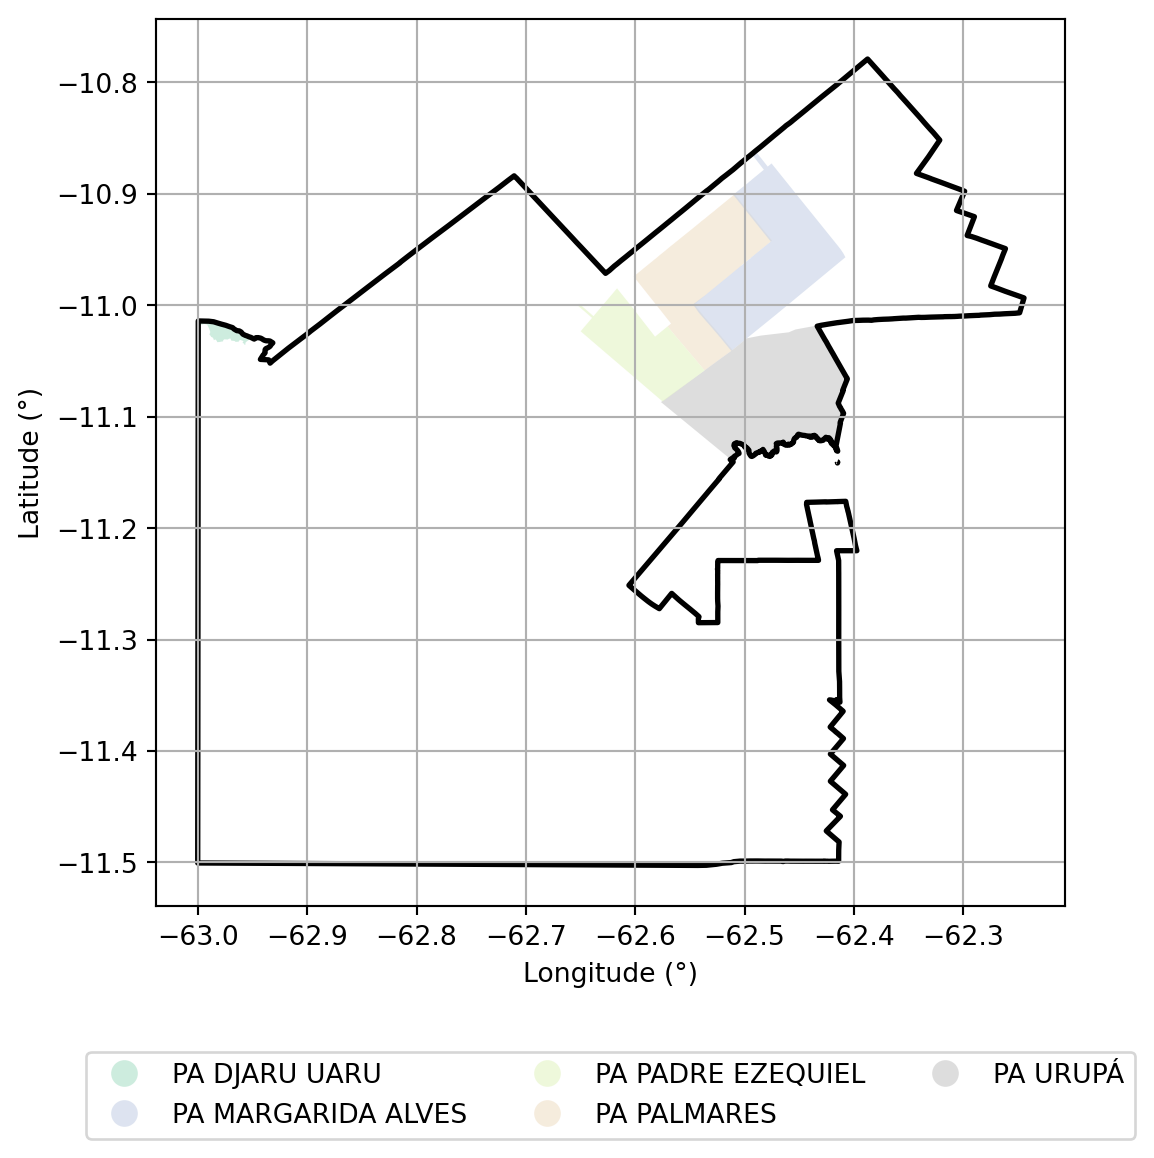 −10.8
−10.9
−11.0
−11.1
−11.2
−11.3
−11.4
−11.5
Latitude (°)
−63.0 −62.9 −62.8 −62.7 −62.6 −62.5 −62.4 −62.3
Longitude (°)
PA DJARU UARU PA PADRE EZEQUIEL PA URUPÁ
PA MARGARIDA ALVES PA PALMARES